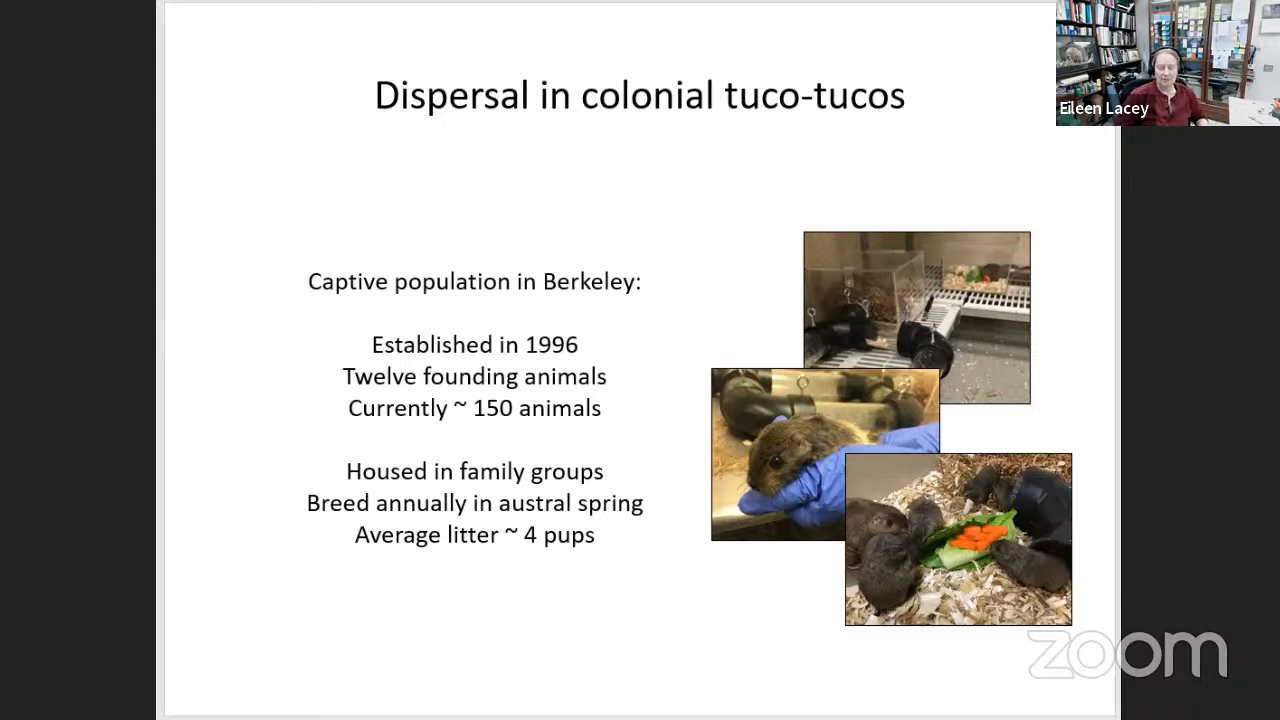 Dispersal in colonial tuco-tucos
Eileen Lacey
Captive population in Berkeley:
Established in 1996
Twelve founding animals
Currently ~ 150 animals
Housed in family groups
Breed annually in austral spring
Average litter ~ 4 pups
zoom